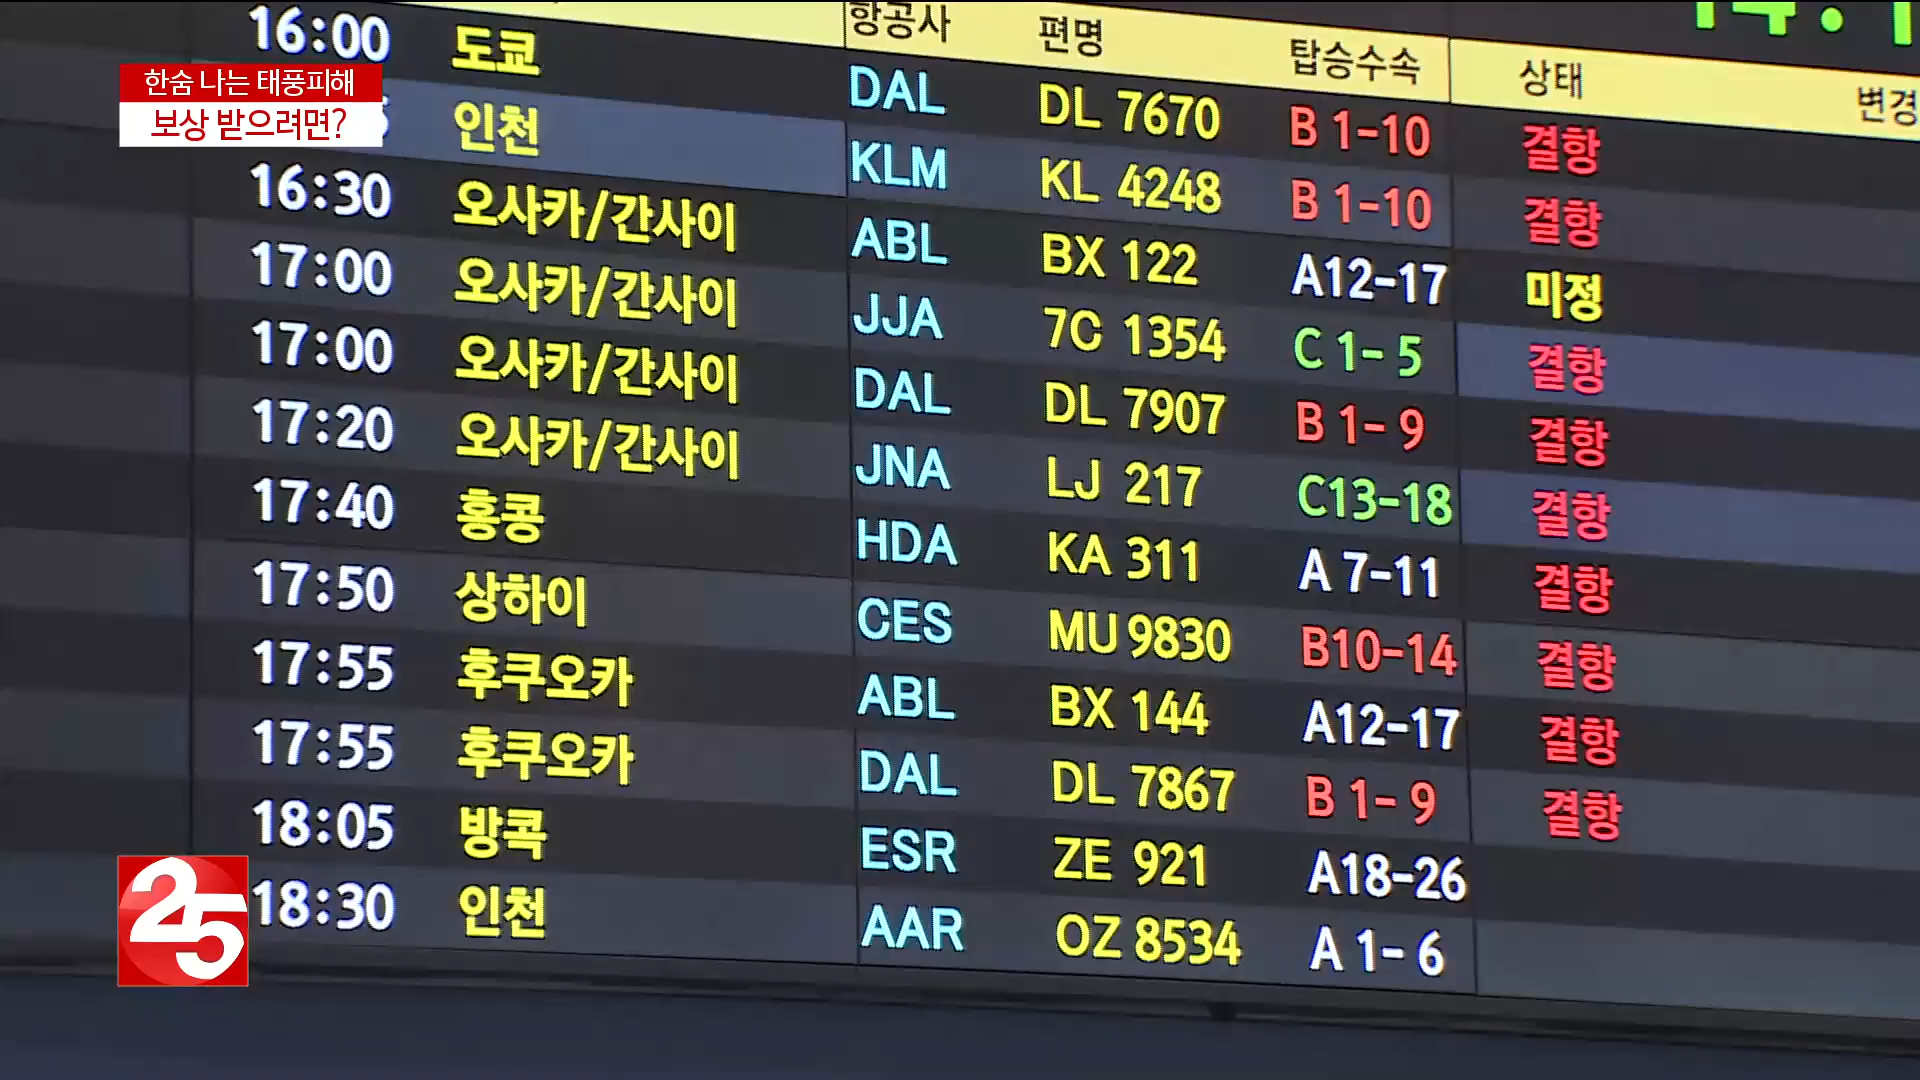 항공사 편명 탑승수속 상태 변경
16:00 도쿄 DAL DL 7670 B 1-10 결항
인천 KLM KL 4248 B 1-10 결항
16:30 오사카/간사이 ABL BX 122 A12-17 미정
17:00 오사카/간사이 JJA 7C 1354 C 1- 5 결항
17:00 오사카/간사이 DAL DL 7907 B 1- 9 결항
17:20 오사카/간사이 JNA LJ 217 C13-18 결항
17:40 홍콩 HDA KA 311 A 7-11 결항
17:50 상하이 CES MU 9830 B10-14 결항
17:55 후쿠오카 ABL BX 144 A12-17 결항
17:55 후쿠오카 DAL DL 7867 B 1- 9 결항
18:05 방콕 ESR ZE 921 A18-26
18:30 인천 AAR OZ 8534 A 1- 6
한숨 나는 태풍피해
보상 받으려면?
25